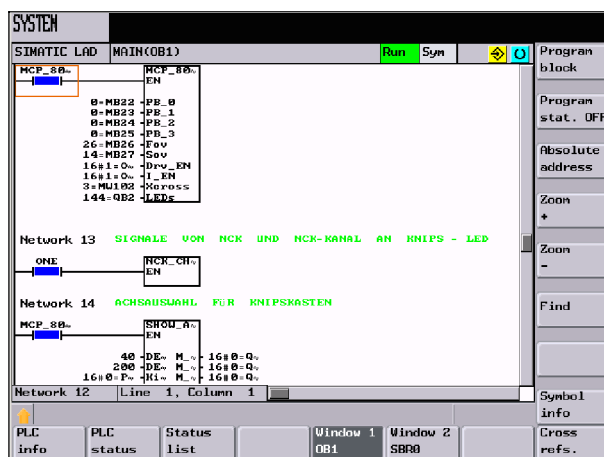 SYSTEM
SIMATIC LAD MAIN(OB1) Run Sym
MCP_80~ MCP_80~
EN
0=MB22 -PB_0
0=MB23 -PB_1
0=MB24 -PB_2
0=MB25 -PB_3
26=MB26 -Fov
14=MB27 -Sov
16#1=O~ -Drv_EN
16#1=O~ -I_EN
3=MW102 -Xcross
144=QB2 -LEDs
Network 13 SIGNALE VON NCK UND NCK-KANAL AN KNIPS - LED
ONE NCK_CH~
EN
Network 14 ACHSAUSWAHL FüR KNIPSKASTEN
MCP_80~ SHOW_A~
EN
40 -DE~ M_~- 16#0=Q~
200 -DE~ M_~- 16#0=Q~
16#0=P~ -Ki~ M_~- 16#0=Q~
Network 12 Line 1, Column 1
Program block
Program stat. OFF
Absolute address
Zoom +
Zoom -
Find
Symbol info
Cross refs.
PLC info
PLC status
Status list
Window 1 OB1
Window 2 SBR0